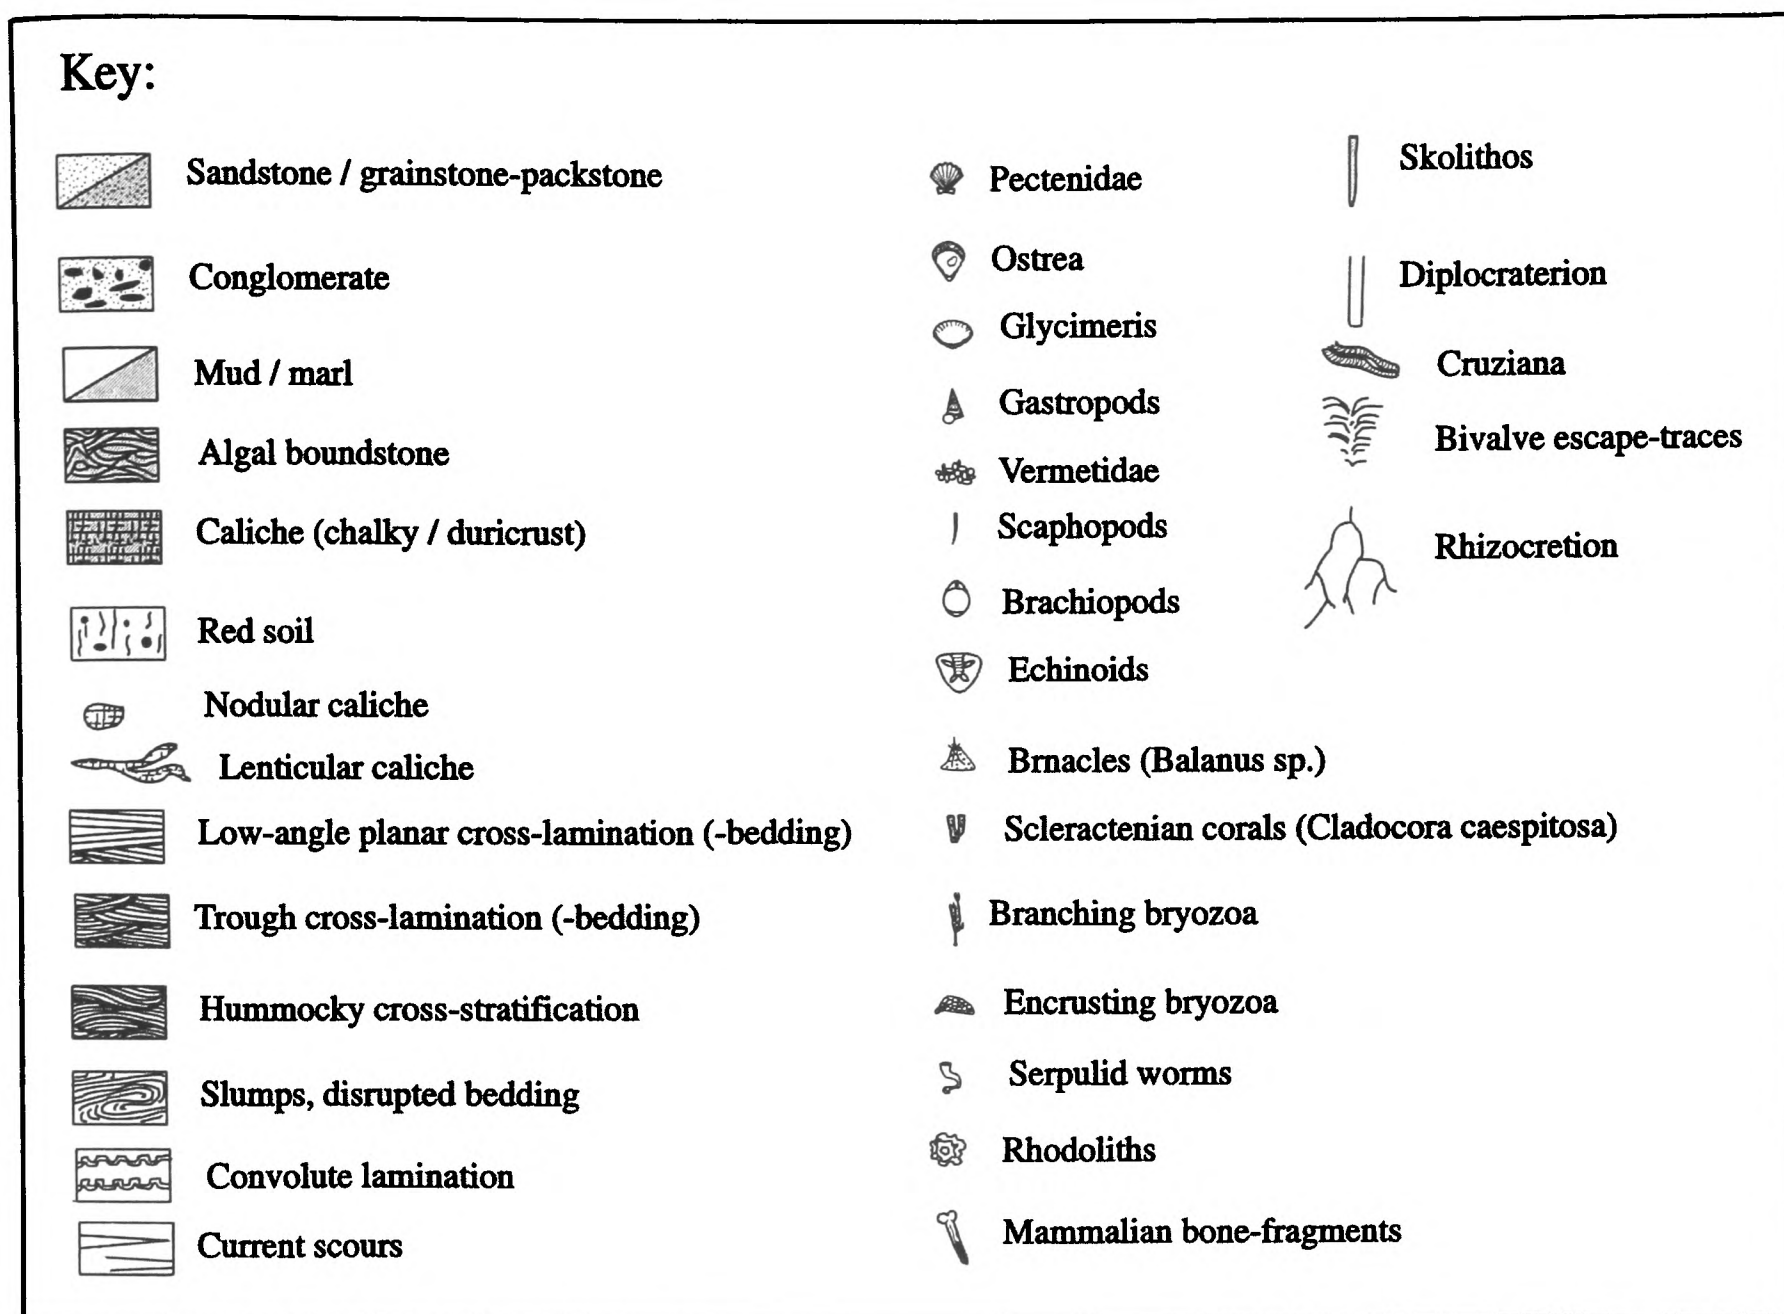 Key:
Sandstone / grainstone-packstone
Conglomerate
Mud / marl
Algal boundstone
Caliche (chalky / duricrust)
Red soil
Nodular caliche
Lenticular caliche
Low-angle planar cross-lamination (-bedding)
Trough cross-lamination (-bedding)
Hummocky cross-stratification
Slumps, disrupted bedding
Convolute lamination
Current scours
Pectenidae
Ostrea
Glycimeris
Gastropods
Vermetidae
Scaphopods
Brachiopods
Echinoids
Brnacles (Balanus sp.)
Scleractenian corals (Cladocora caespitosa)
Branching bryozoa
Encrusting bryozoa
Serpulid worms
Rhodoliths
Mammalian bone-fragments
Skolithos
Diplocraterion
Cruziana
Bivalve escape-traces
Rhizocretion